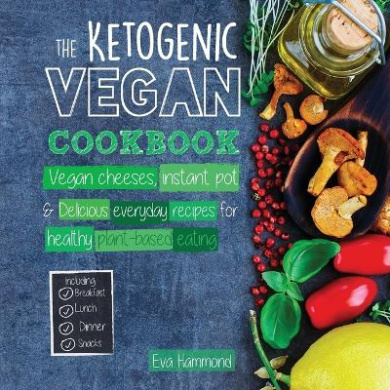 THE KETOGENIC
VEGAN
COOKBOOK
Vegan cheeses, instant pot
& Delicious everyday recipes for
healthy plant-based eating
including
Breakfast
Lunch
Dinner
Snacks
Eva Hammond